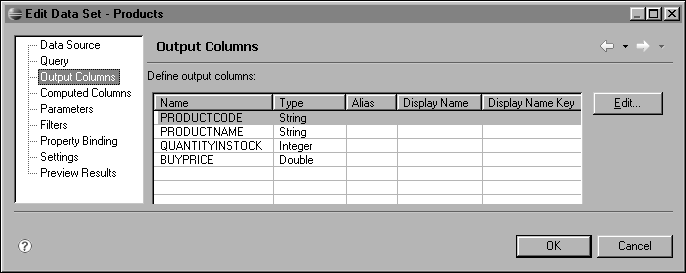 Edit Data Set - Products
Data Source
Query
Output Columns
Computed Columns
Parameters
Filters
Property Binding
Settings
Preview Results
Output Columns
Define output columns:
Name Type Alias Display Name Display Name Key
PRODUCTCODE String
PRODUCTNAME String
QUANTITYINSTOCK Integer
BUYPRICE Double
Edit...
?
OK Cancel